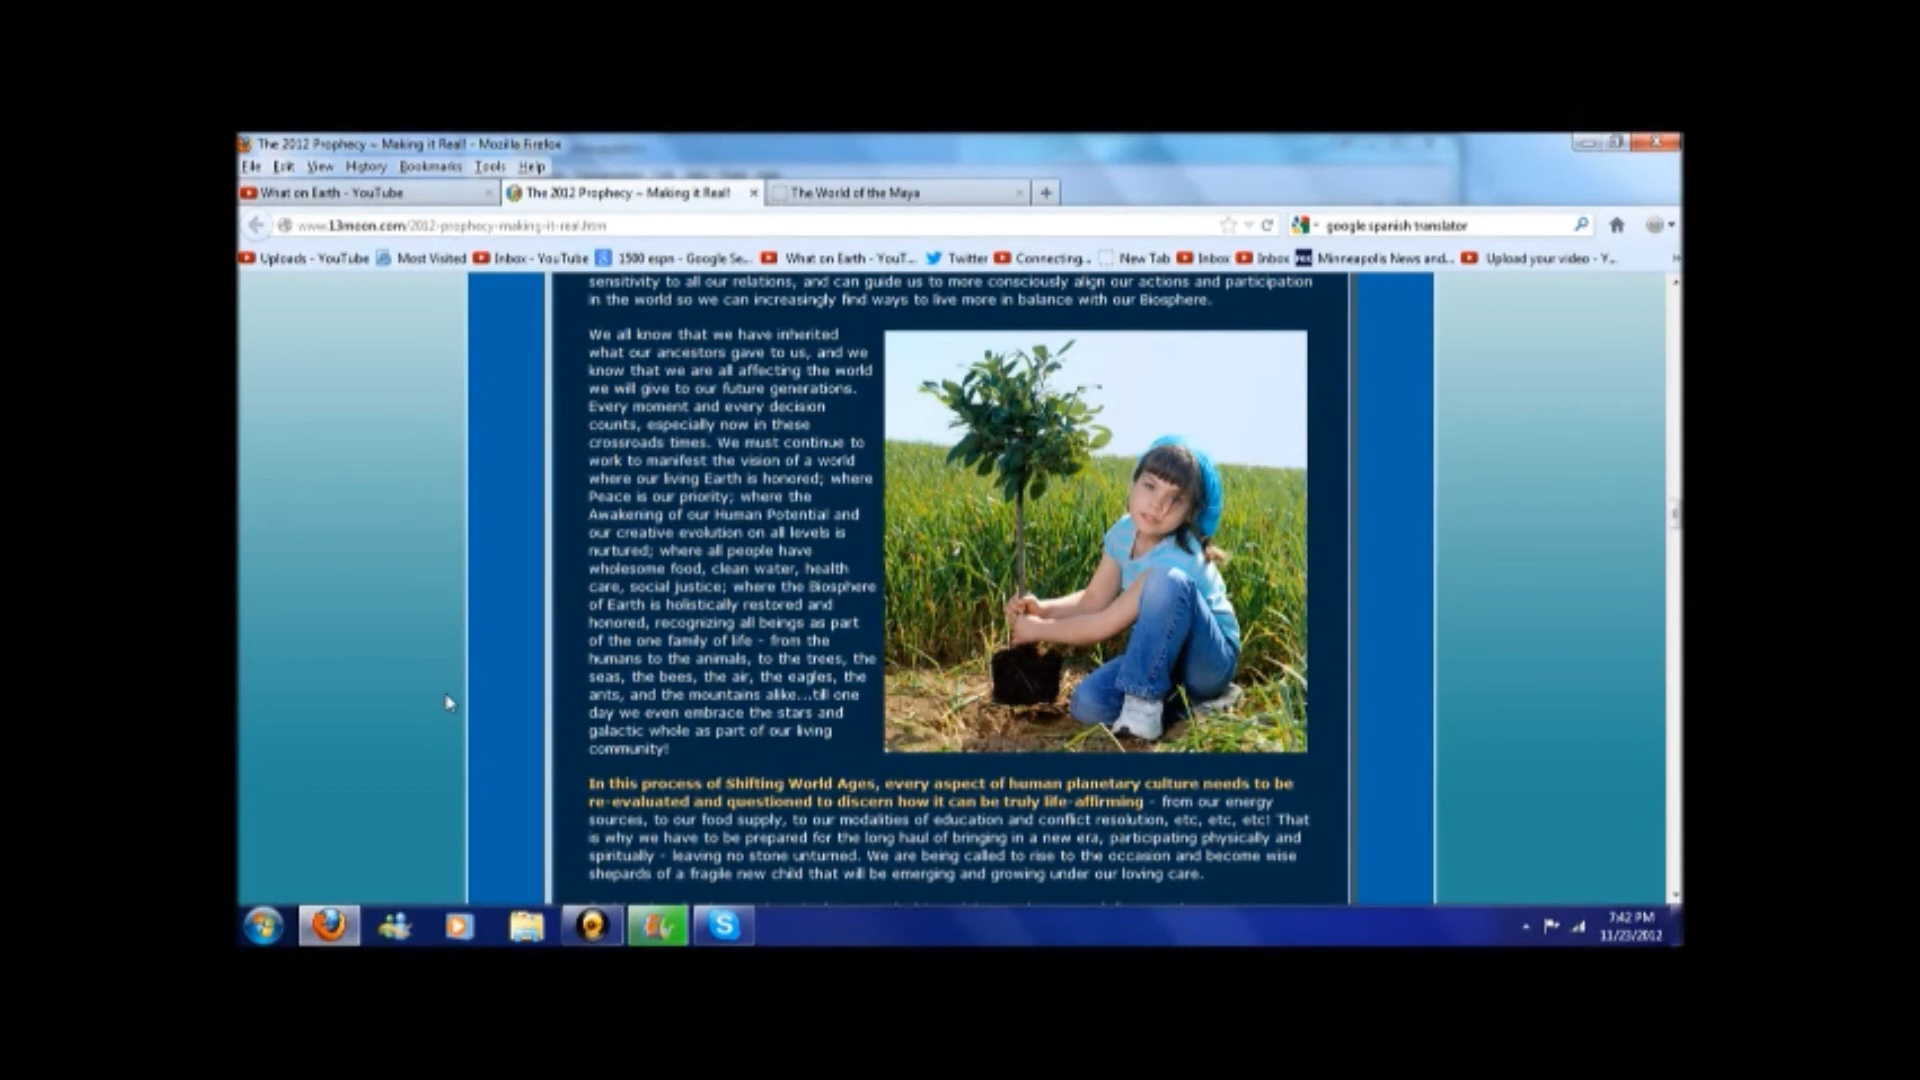 The 2012 Prophecy ~ Making it Real! - Mozilla Firefox
File Edit View History Bookmarks Tools Help
What on Earth - YouTube
The 2012 Prophecy ~ Making it Real!
The World of the Maya
www.13moon.com/2012-prophecy-making-it-real.htm
google spanish translator
Uploads - YouTube Most Visited Inbox - YouTube 1500 espn - Google Se... What on Earth - YouT... Twitter Connecting... New Tab Inbox Inbox Minneapolis News and... Upload your video - Y...
sensitivity to all our relations, and can guide us to more consciously align our actions and participation
in the world so we can increasingly find ways to live more in balance with our Biosphere.
We all know that we have inherited
what our ancestors gave to us, and we
know that we are all affecting the world
we will give to our future generations.
Every moment and every decision
counts, especially now in these
crossroads times. We must continue to
work to manifest the vision of a world
where our living Earth is honored; where
Peace is our priority; where the
Awakening of our Human Potential and
our creative evolution on all levels is
nurtured; where all people have
wholesome food, clean water, health
care, social justice; where the Biosphere
of Earth is holistically restored and
honored, recognizing all beings as part
of the one family of life - from the
humans to the animals, to the trees, the
seas, the bees, the air, the eagles, the
ants, and the mountains alike...till one
day we even embrace the stars and
galactic whole as part of our living
community!
In this process of Shifting World Ages, every aspect of human planetary culture needs to be
re-evaluated and questioned to discern how it can be truly life-affirming - from our energy
sources, to our food supply, to our modalities of education and conflict resolution, etc, etc, etc! That
is why we have to be prepared for the long haul of bringing in a new era, participating physically and
spiritually - leaving no stone unturned. We are being called to rise to the occasion and become wise
shepards of a fragile new child that will be emerging and growing under our loving care.
7:42 PM
11/23/2012